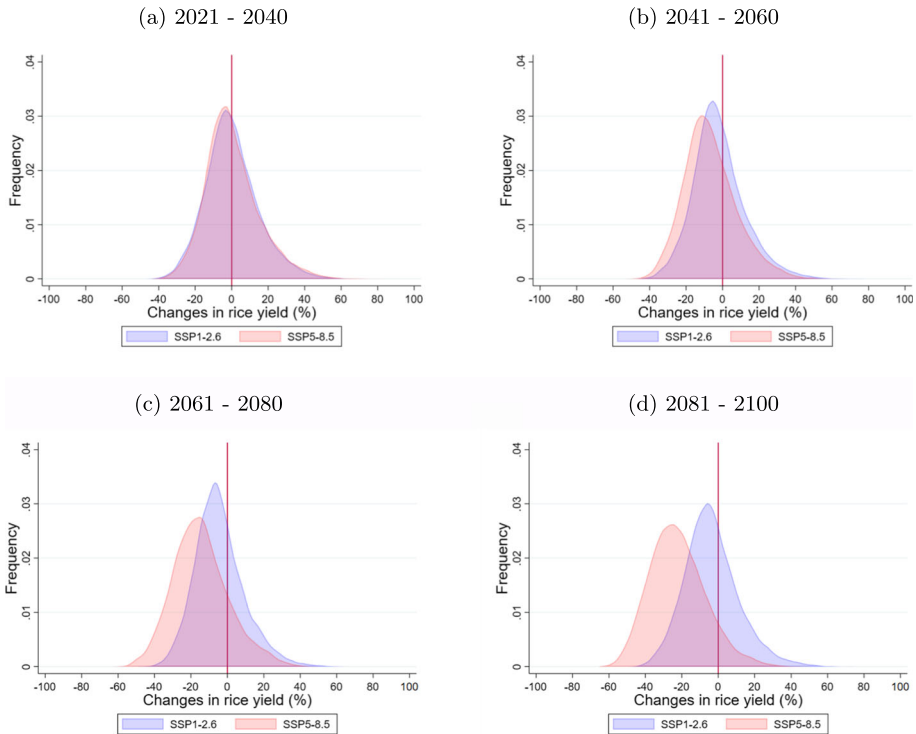 (a) 2021 - 2040
Frequency
.04
.03
.02
.01
0
-100 -80 -60 -40 -20 0 20 40 60 80 100
Changes in rice yield (%)
SSP1-2.6 SSP5-8.5
(b) 2041 - 2060
Frequency
.04
.03
.02
.01
0
-100 -80 -60 -40 -20 0 20 40 60 80 100
Changes in rice yield (%)
SSP1-2.6 SSP5-8.5
(c) 2061 - 2080
Frequency
.04
.03
.02
.01
0
-100 -80 -60 -40 -20 0 20 40 60 80 100
Changes in rice yield (%)
SSP1-2.6 SSP5-8.5
(d) 2081 - 2100
Frequency
.04
.03
.02
.01
0
-100 -80 -60 -40 -20 0 20 40 60 80 100
Changes in rice yield (%)
SSP1-2.6 SSP5-8.5